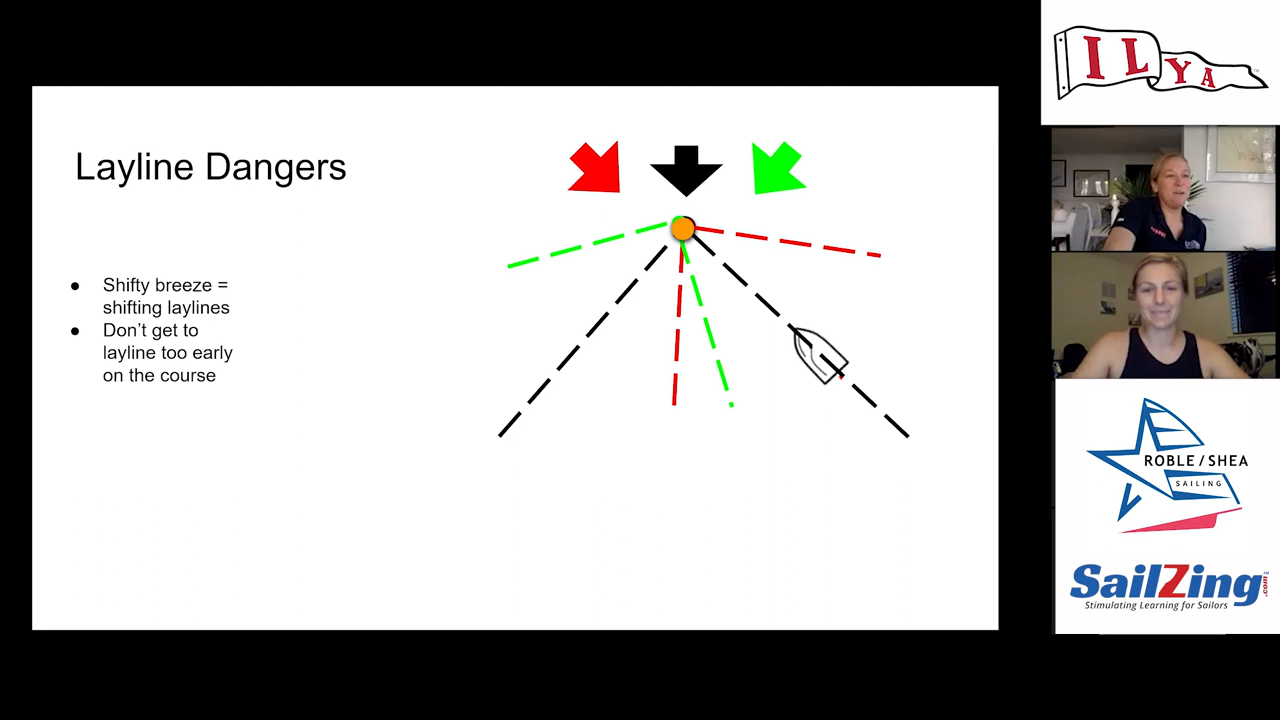 ILYA
Layline Dangers
● Shifty breeze =
shifting laylines
● Don't get to
layline too early
on the course
ROBLE / SHEA
SAILING
SailZing.com
Stimulating Learning for Sailors